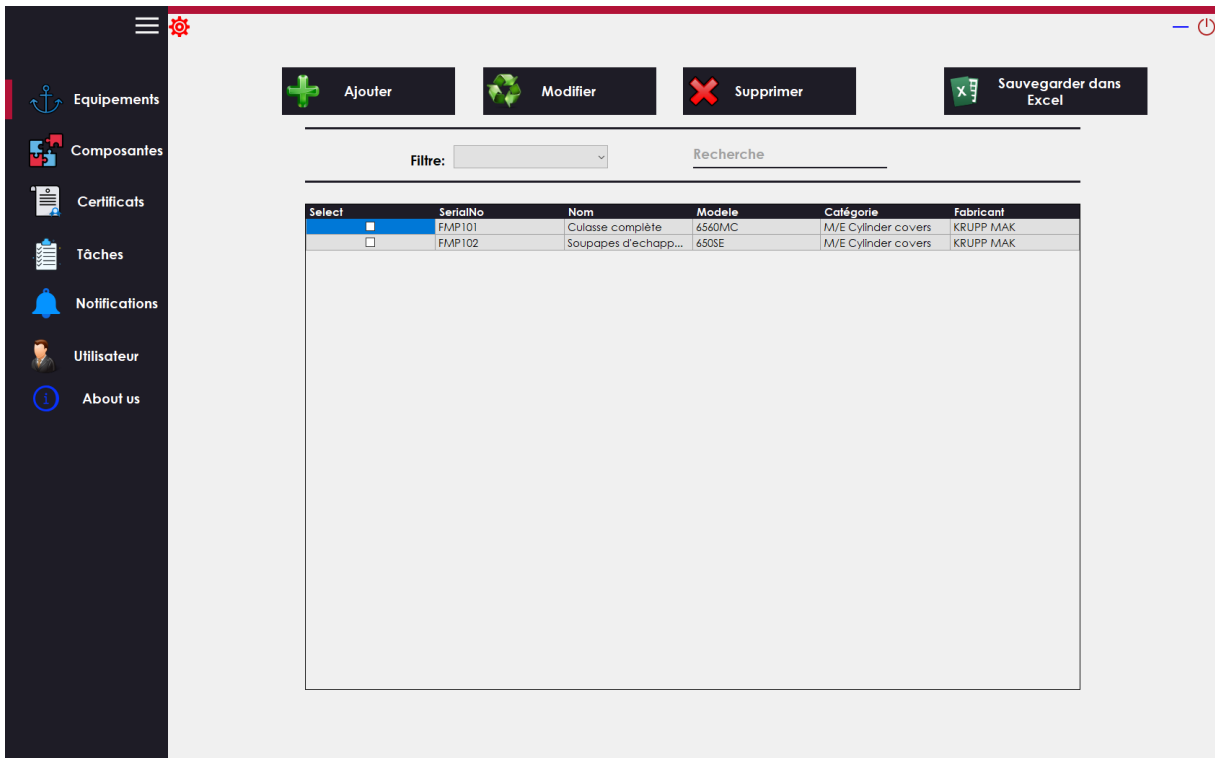 Equipements
Composantes
Certificats
Tâches
Notifications
Utilisateur
About us
Ajouter
Modifier
Supprimer
Sauvegarder dans
Excel
Filtre:
Recherche
Select SerialNo Nom Modele Catégorie Fabricant
FMP101 Culasse complète 6560MC M/E Cylinder covers KRUPP MAK
FMP102 Soupapes d'echapp... 650SE M/E Cylinder covers KRUPP MAK